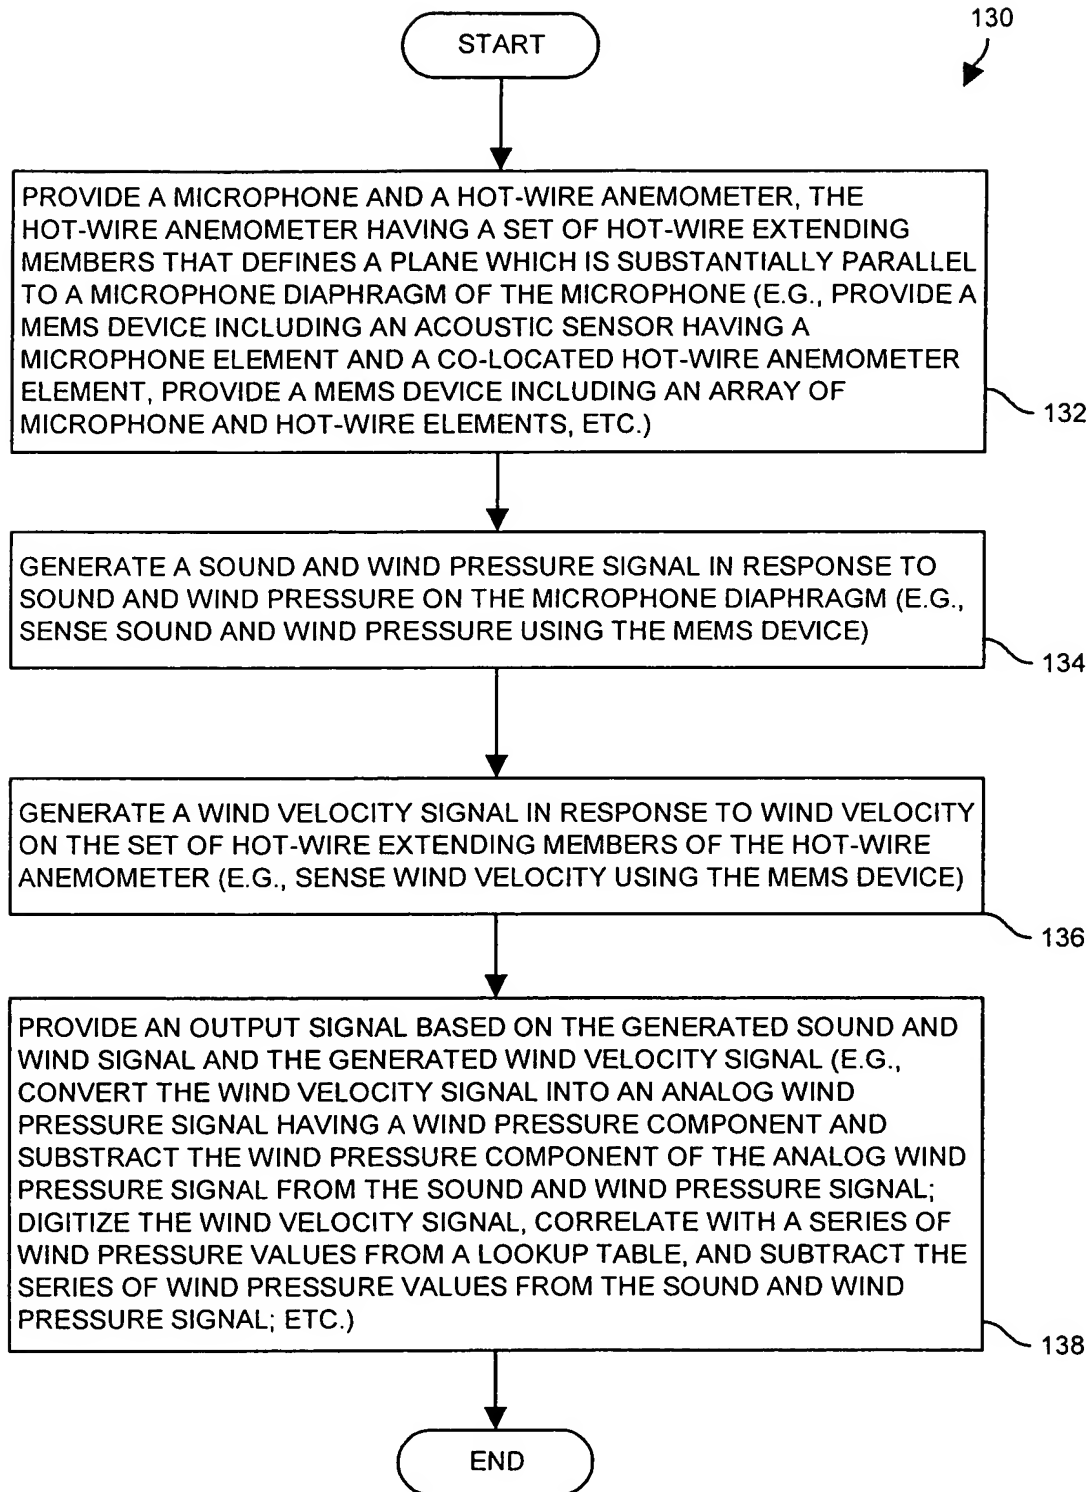 130
START
PROVIDE A MICROPHONE AND A HOT-WIRE ANEMOMETER, THE
HOT-WIRE ANEMOMETER HAVING A SET OF HOT-WIRE EXTENDING
MEMBERS THAT DEFINES A PLANE WHICH IS SUBSTANTIALLY PARALLEL
TO A MICROPHONE DIAPHRAGM OF THE MICROPHONE (E.G., PROVIDE A
MEMS DEVICE INCLUDING AN ACOUSTIC SENSOR HAVING A
MICROPHONE ELEMENT AND A CO-LOCATED HOT-WIRE ANEMOMETER
ELEMENT, PROVIDE A MEMS DEVICE INCLUDING AN ARRAY OF
MICROPHONE AND HOT-WIRE ELEMENTS, ETC.)
132
GENERATE A SOUND AND WIND PRESSURE SIGNAL IN RESPONSE TO
SOUND AND WIND PRESSURE ON THE MICROPHONE DIAPHRAGM (E.G.,
SENSE SOUND AND WIND PRESSURE USING THE MEMS DEVICE)
134
GENERATE A WIND VELOCITY SIGNAL IN RESPONSE TO WIND VELOCITY
ON THE SET OF HOT-WIRE EXTENDING MEMBERS OF THE HOT-WIRE
ANEMOMETER (E.G., SENSE WIND VELOCITY USING THE MEMS DEVICE)
136
PROVIDE AN OUTPUT SIGNAL BASED ON THE GENERATED SOUND AND
WIND SIGNAL AND THE GENERATED WIND VELOCITY SIGNAL (E.G.,
CONVERT THE WIND VELOCITY SIGNAL INTO AN ANALOG WIND
PRESSURE SIGNAL HAVING A WIND PRESSURE COMPONENT AND
SUBSTRACT THE WIND PRESSURE COMPONENT OF THE ANALOG WIND
PRESSURE SIGNAL FROM THE SOUND AND WIND PRESSURE SIGNAL;
DIGITIZE THE WIND VELOCITY SIGNAL, CORRELATE WITH A SERIES OF
WIND PRESSURE VALUES FROM A LOOKUP TABLE, AND SUBTRACT THE
SERIES OF WIND PRESSURE VALUES FROM THE SOUND AND WIND
PRESSURE SIGNAL; ETC.)
138
END